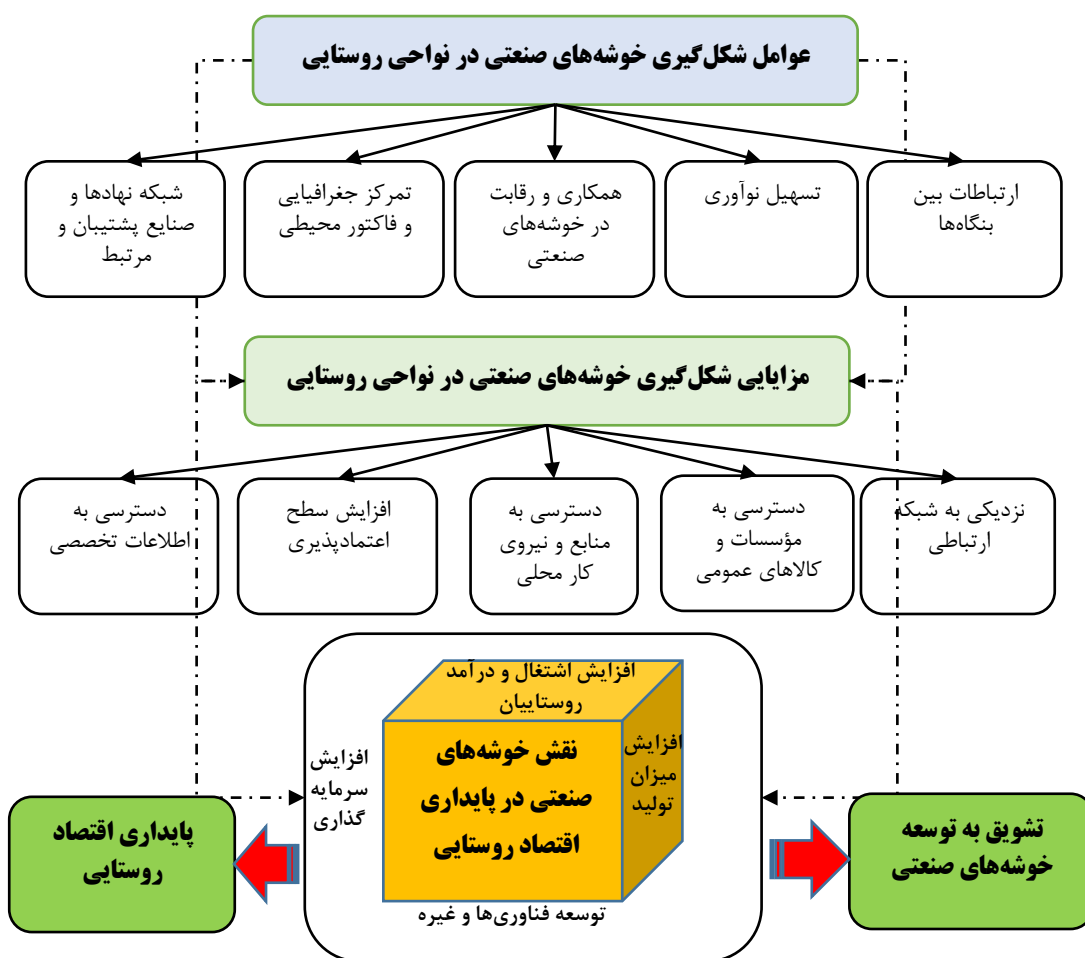 عوامل شکل‌گیری خوشه‌های صنعتی در نواحی روستایی
ارتباطات بین
بنگاه‌ها
تسهیل نوآوری
همکاری و رقابت
در خوشه‌های
صنعتی
تمرکز جغرافیایی
و فاکتور محیطی
شبکه نهادها و
صنایع پشتیبان و
مرتبط
مزایایی شکل‌گیری خوشه‌های صنعتی در نواحی روستایی
نزدیکی به شبکه
ارتباطی
دسترسی به
مؤسسات و
کالاهای عمومی
دسترسی به
منابع و نیروی
کار محلی
افزایش سطح
اعتمادپذیری
دسترسی به
اطلاعات تخصصی
افزایش اشتغال و درآمد
روستاییان
افزایش
میزان
تولید
نقش خوشه‌های
صنعتی در پایداری
اقتصاد روستایی
افزایش
سرمایه
گذاری
توسعه فناوری‌ها و غیره
تشویق به توسعه
خوشه‌های صنعتی
پایداری اقتصاد
روستایی